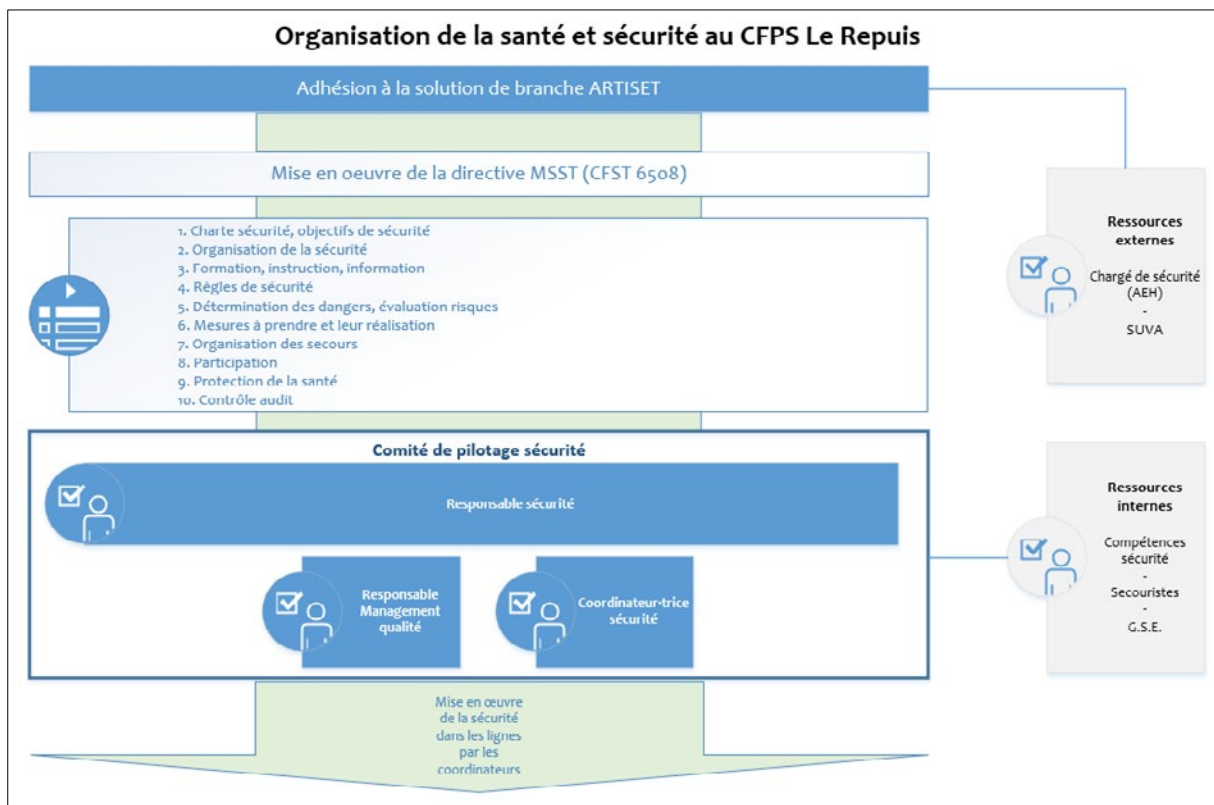 Organisation de la santé et sécurité au CFPS Le Repuis
Adhésion à la solution de branche ARTISET
Mise en oeuvre de la directive MSST (CFST 6508)
1. Charte sécurité, objectifs de sécurité
2. Organisation de la sécurité
3. Formation, instruction, information
4. Règles de sécurité
5. Détermination des dangers, évaluation risques
6. Mesures à prendre et leur réalisation
7. Organisation des secours
8. Participation
9. Protection de la santé
10. Contrôle audit
Ressources
externes
Chargé de sécurité
(AEH)
-
SUVA
Comité de pilotage sécurité
Responsable sécurité
Responsable
Management
qualité
Coordinateur·trice
sécurité
Ressources
internes
Compétences
sécurité
-
Secouristes
-
G.S.E.
Mise en œuvre
de la sécurité
dans les lignes
par les
coordinateurs